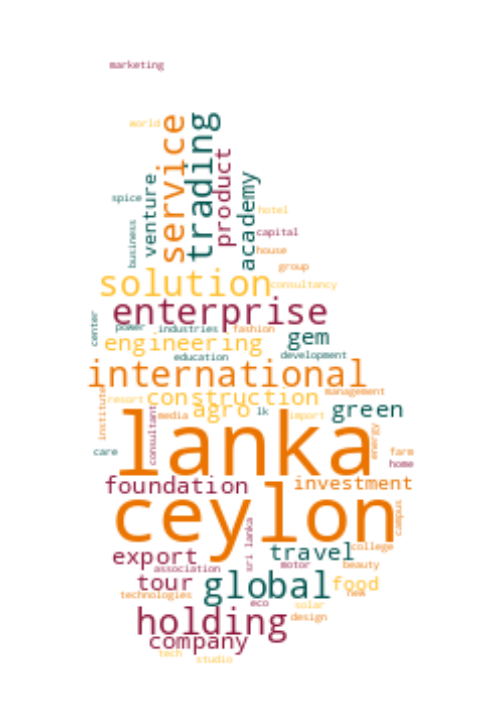 marketing
world
service
trading
product
venture
academy
spice
business
hotel
capital
house
group
solution
consultancy
enterprise
center
power
industries
fashion
gem
engineering
education
development
international
management
resort
construction
institute
consultant
media
agro
lk
import
green
lanka
energy
care
farm
home
foundation
investment
ceylon
campus
sri lanka
export
travel
college
association
motor
beauty
tour
global
food
technologies
new
eco
solar
holding
design
company
tech
studio